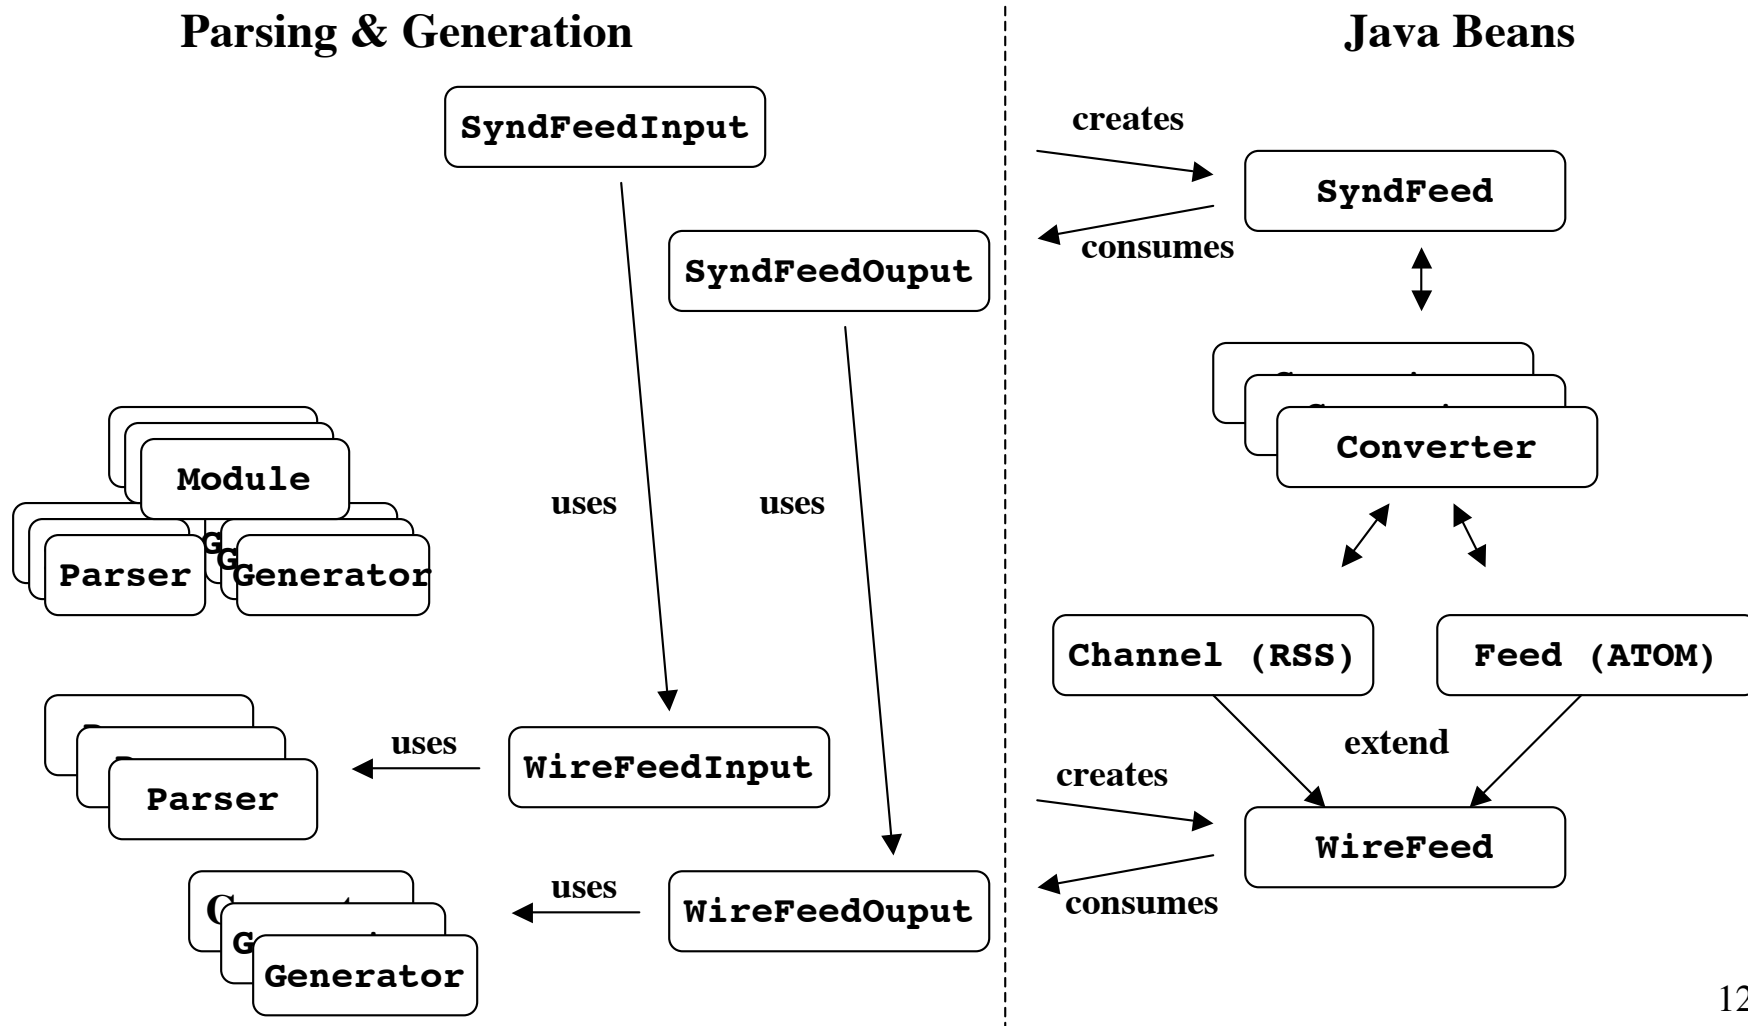 Parsing & Generation
Java Beans
SyndFeedInput
creates
SyndFeed
consumes
SyndFeedOuput
Converter
Module
uses
uses
G
G
Parser
Generator
Channel (RSS)
Feed (ATOM)
extend
uses
WireFeedInput
creates
Parser
WireFeed
uses
WireFeedOuput
consumes
G
Generator
12